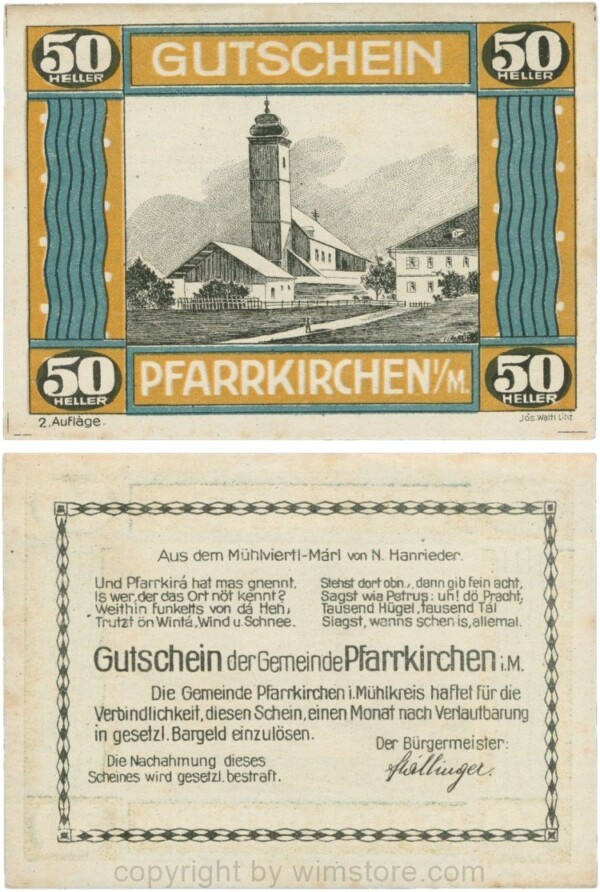 50 HELLER
GUTSCHEIN
50 HELLER
50 HELLER
PFARRKIRCHEN i/M.
50 HELLER
2. Auflage.
Jos. Wattl Linz
Aus dem Mühlviertl-Márl von N. Hanrieder.
Und Pfarrkirá hat mas gnennt,
Is wer, der das Ort nöt kennt?
Weithin funkelts von dá Heh,
Trutzt ön Wintá, Wind u. Schnee.
Stehst dort obn, dann gib fein acht,
Sagst wia Petrus: uh! dö Pracht,
Tausend Hügel, tausend Tál
Siagst, wanns schen is, allemal.
Gutschein der Gemeinde Pfarrkirchen i.M.
Die Gemeinde Pfarrkirchen i. Mühlkreis haftet für die
Verbindlichkeit, diesen Schein, einen Monat nach Verlautbarung
in gesetzl. Bargeld einzulösen.
Der Bürgermeister:
Die Nachahmung dieses
Scheines wird gesetzl. bestraft.
copyright by wimstore.com